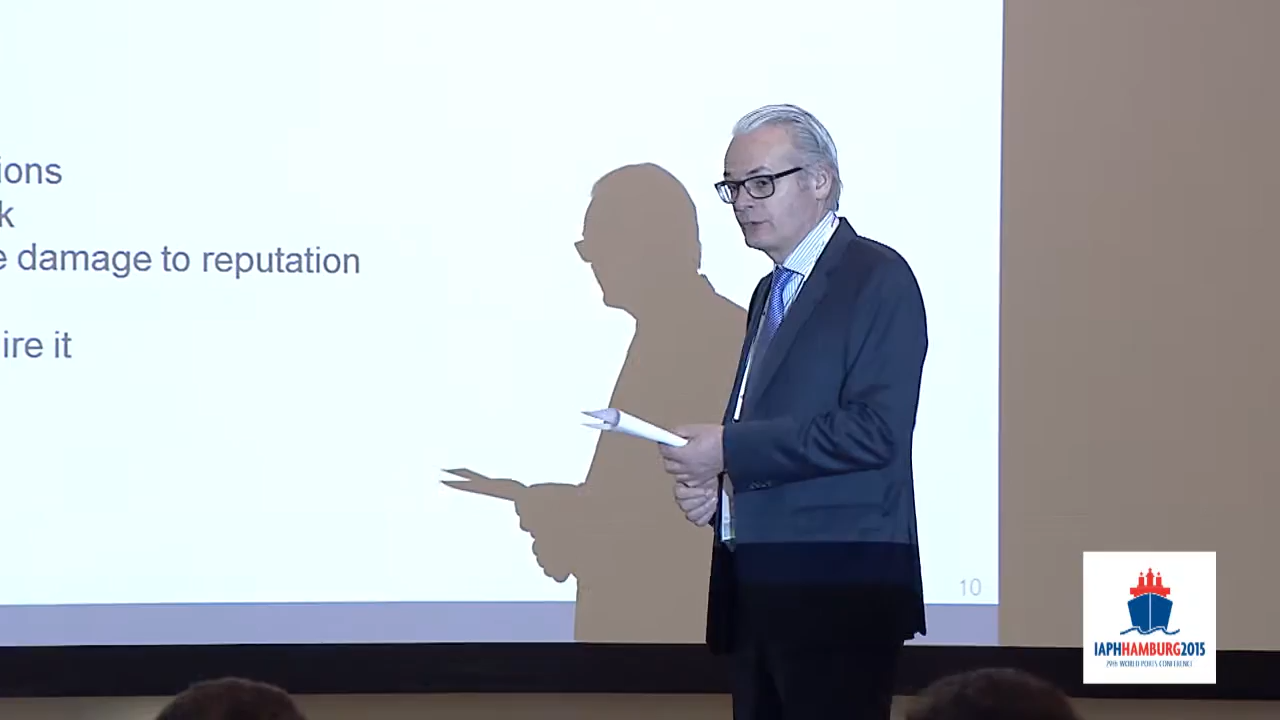 ions
k
e damage to reputation
ire it
10
IAPHHAMBURG2015
29th WORLD PORTS CONFERENCE